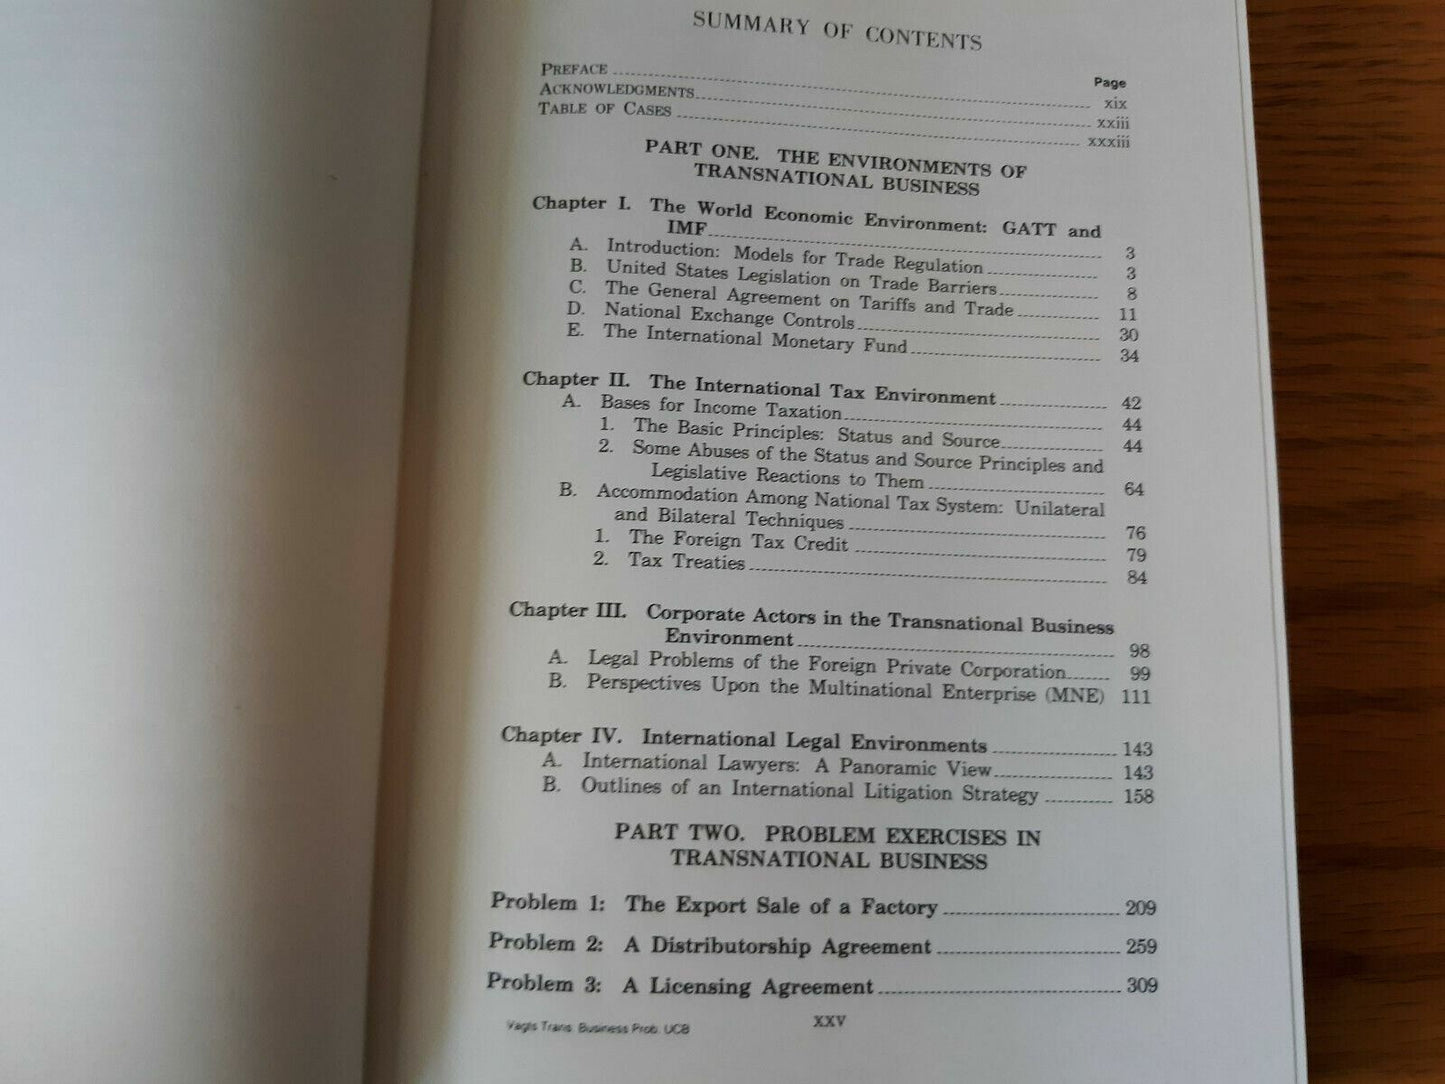 SUMMARY OF CONTENTS
Page
PREFACE xix
ACKNOWLEDGMENTS xxiii
TABLE OF CASES xxxiii
PART ONE. THE ENVIRONMENTS OF
TRANSNATIONAL BUSINESS
Chapter I. The World Economic Environment: GATT and
IMF 3
A. Introduction: Models for Trade Regulation 3
B. United States Legislation on Trade Barriers 8
C. The General Agreement on Tariffs and Trade 11
D. National Exchange Controls 30
E. The International Monetary Fund 34
Chapter II. The International Tax Environment 42
A. Bases for Income Taxation 44
1. The Basic Principles: Status and Source 44
2. Some Abuses of the Status and Source Principles and
Legislative Reactions to Them 64
B. Accommodation Among National Tax System: Unilateral
and Bilateral Techniques 76
1. The Foreign Tax Credit 79
2. Tax Treaties 84
Chapter III. Corporate Actors in the Transnational Business
Environment 98
A. Legal Problems of the Foreign Private Corporation 99
B. Perspectives Upon the Multinational Enterprise (MNE) 111
Chapter IV. International Legal Environments 143
A. International Lawyers: A Panoramic View 143
B. Outlines of an International Litigation Strategy 158
PART TWO. PROBLEM EXERCISES IN
TRANSNATIONAL BUSINESS
Problem 1: The Export Sale of a Factory 209
Problem 2: A Distributorship Agreement 259
Problem 3: A Licensing Agreement 309
Vagts Trans. Business Prob. UCB
xxv